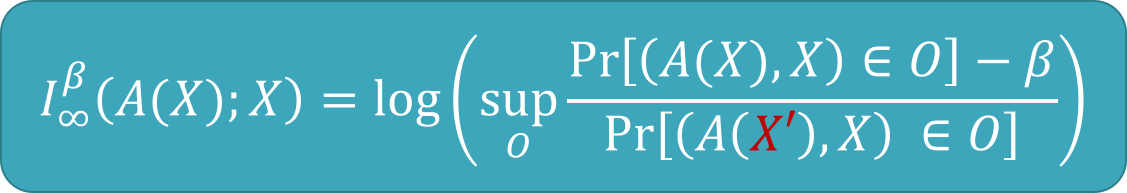 I_∞^β(A(X); X) = log( sup_O Pr[(A(X), X) ∈ O] − β / Pr[(A(X′), X) ∈ O] )